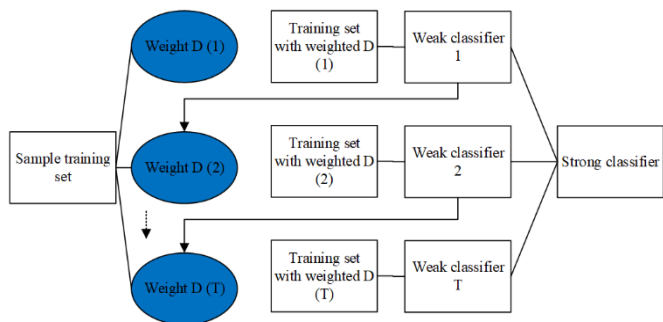 Weight D (1)
Training set
with weighted D
(1)
Weak classifier
1
Sample training
set
Weight D (2)
Training set
with weighted D
(2)
Weak classifier
2
Strong classifier
Weight D (T)
Training set
with weighted D
(T)
Weak classifier
T